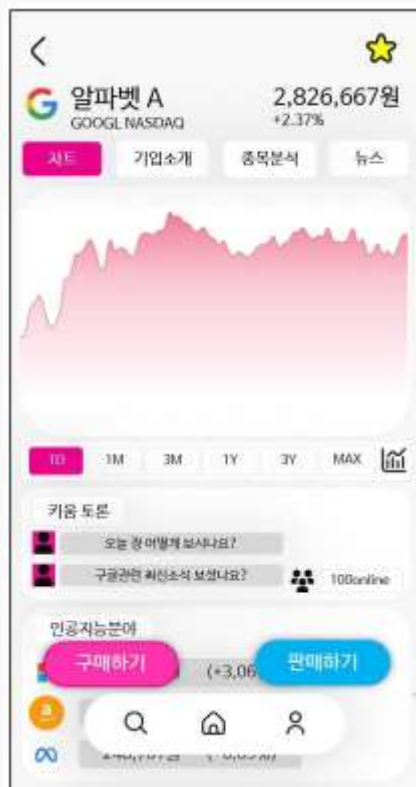 알파벳 A
2,826,667원
GOOGL NASDAQ
+2.37%
차트
기업소개
종목분석
뉴스
1D
1M
3M
1Y
3Y
MAX
키움 토론
오늘 장 어떻게 보시나요?
구글관련 최신소식 보셨나요?
100online
인공지능분야
구매하기
(+3,06
판매하기